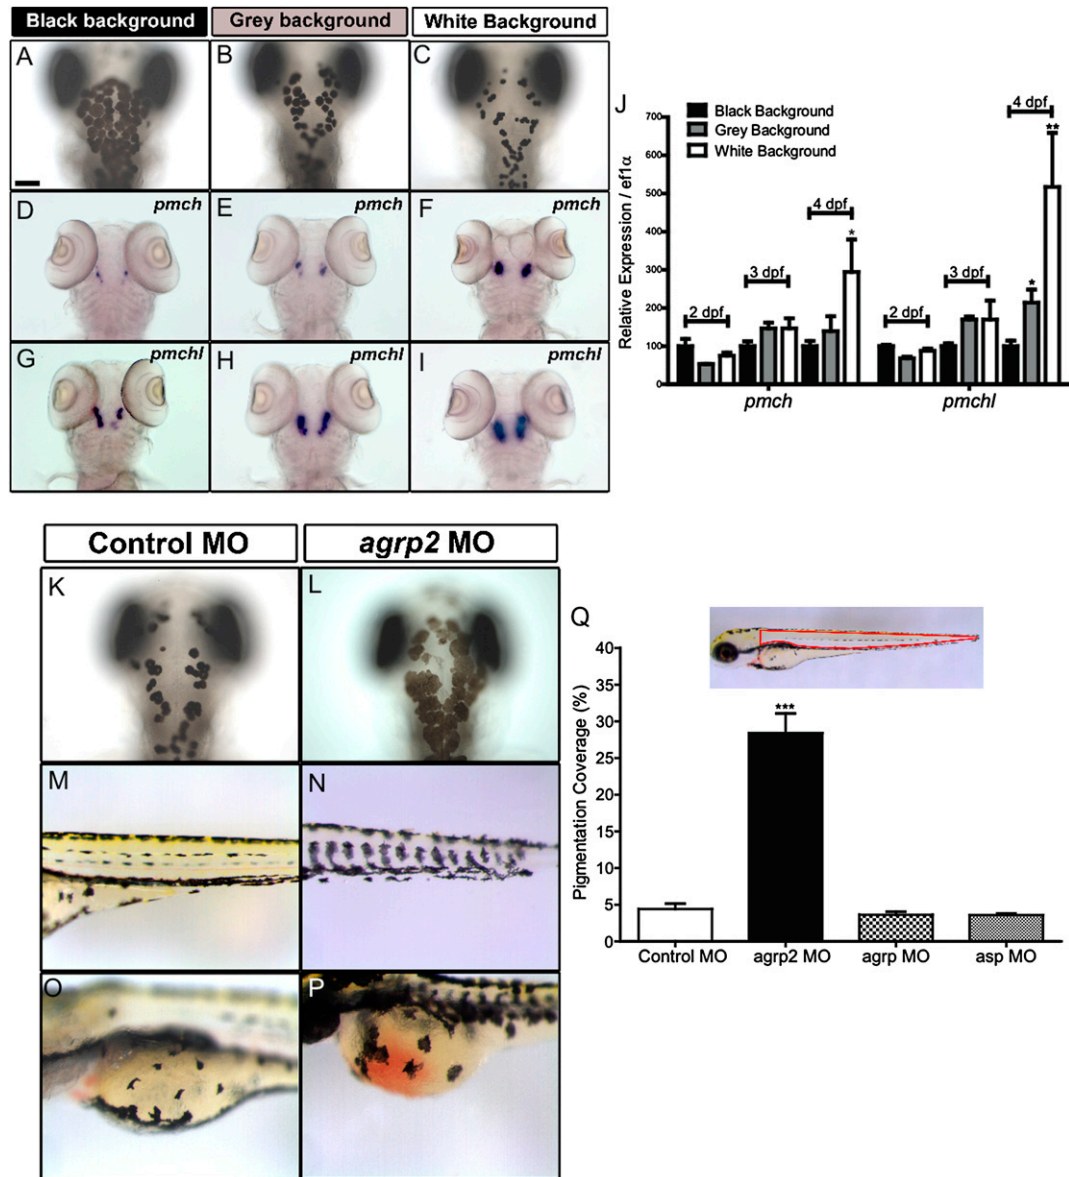 Black background
Grey background
White Background
A
B
C
D
pmch
E
pmch
F
pmch
G
pmchl
H
pmchl
I
pmchl
J
Black Background
Grey Background
White Background
Relative Expression / ef1α
700
600
500
400
300
200
100
0
2 dpf
3 dpf
4 dpf
*
2 dpf
3 dpf
4 dpf
*
**
pmch
pmchl
Control MO
agrp2 MO
K
L
M
N
O
P
Q
Pigmentation Coverage (%)
40
35
30
25
20
15
10
5
0
***
Control MO
agrp2 MO
agrp MO
asp MO